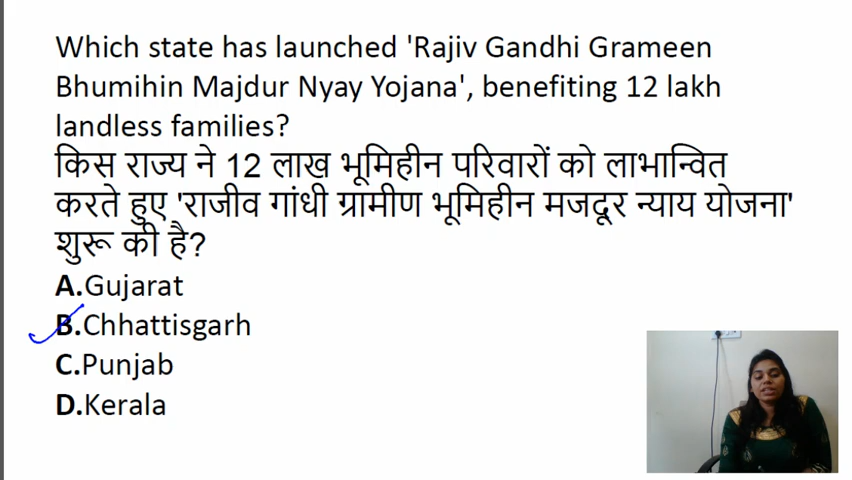 Which state has launched 'Rajiv Gandhi Grameen
Bhumihin Majdur Nyay Yojana', benefiting 12 lakh
landless families?
किस राज्य ने 12 लाख भूमिहीन परिवारों को लाभान्वित
करते हुए 'राजीव गांधी ग्रामीण भूमिहीन मजदूर न्याय योजना'
शुरू की है?
A.Gujarat
B.Chhattisgarh
C.Punjab
D.Kerala